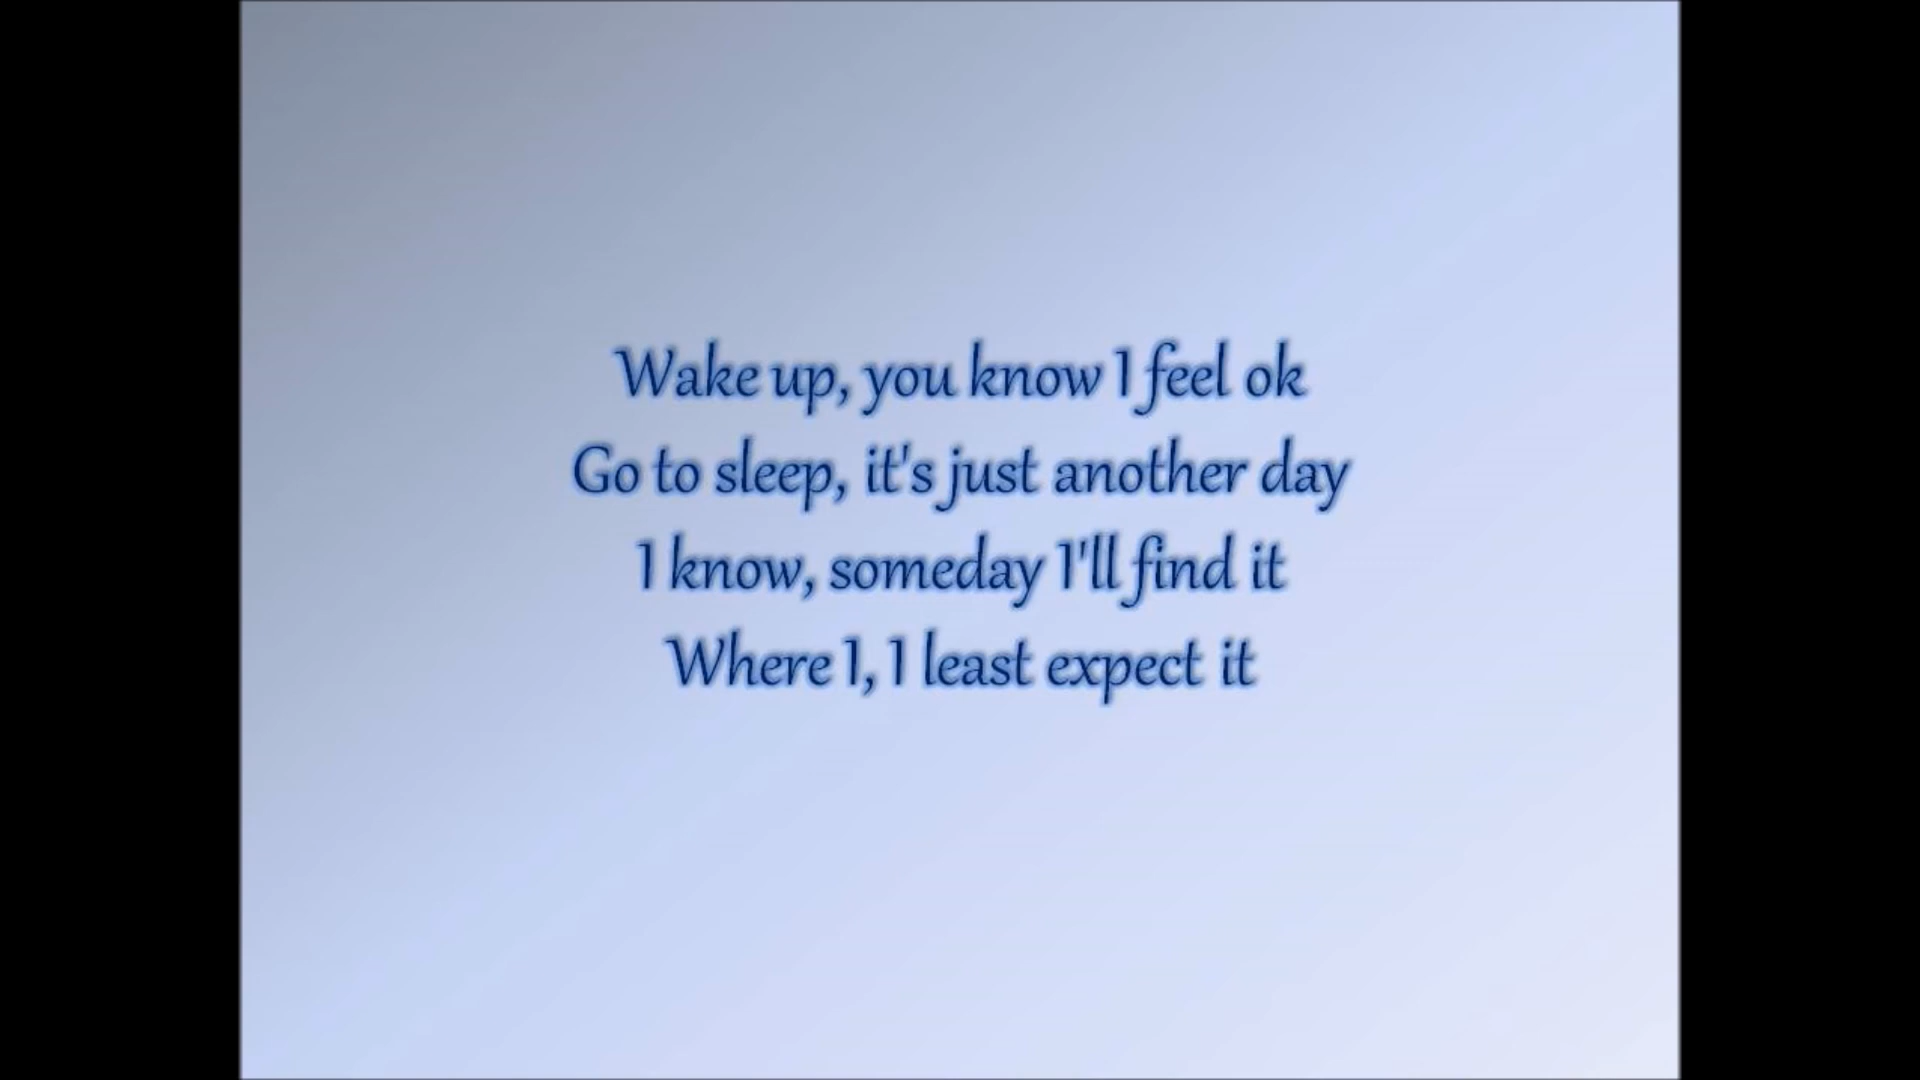 Wake up, you know I feel ok
Go to sleep, it's just another day
I know, someday I'll find it
Where I, I least expect it